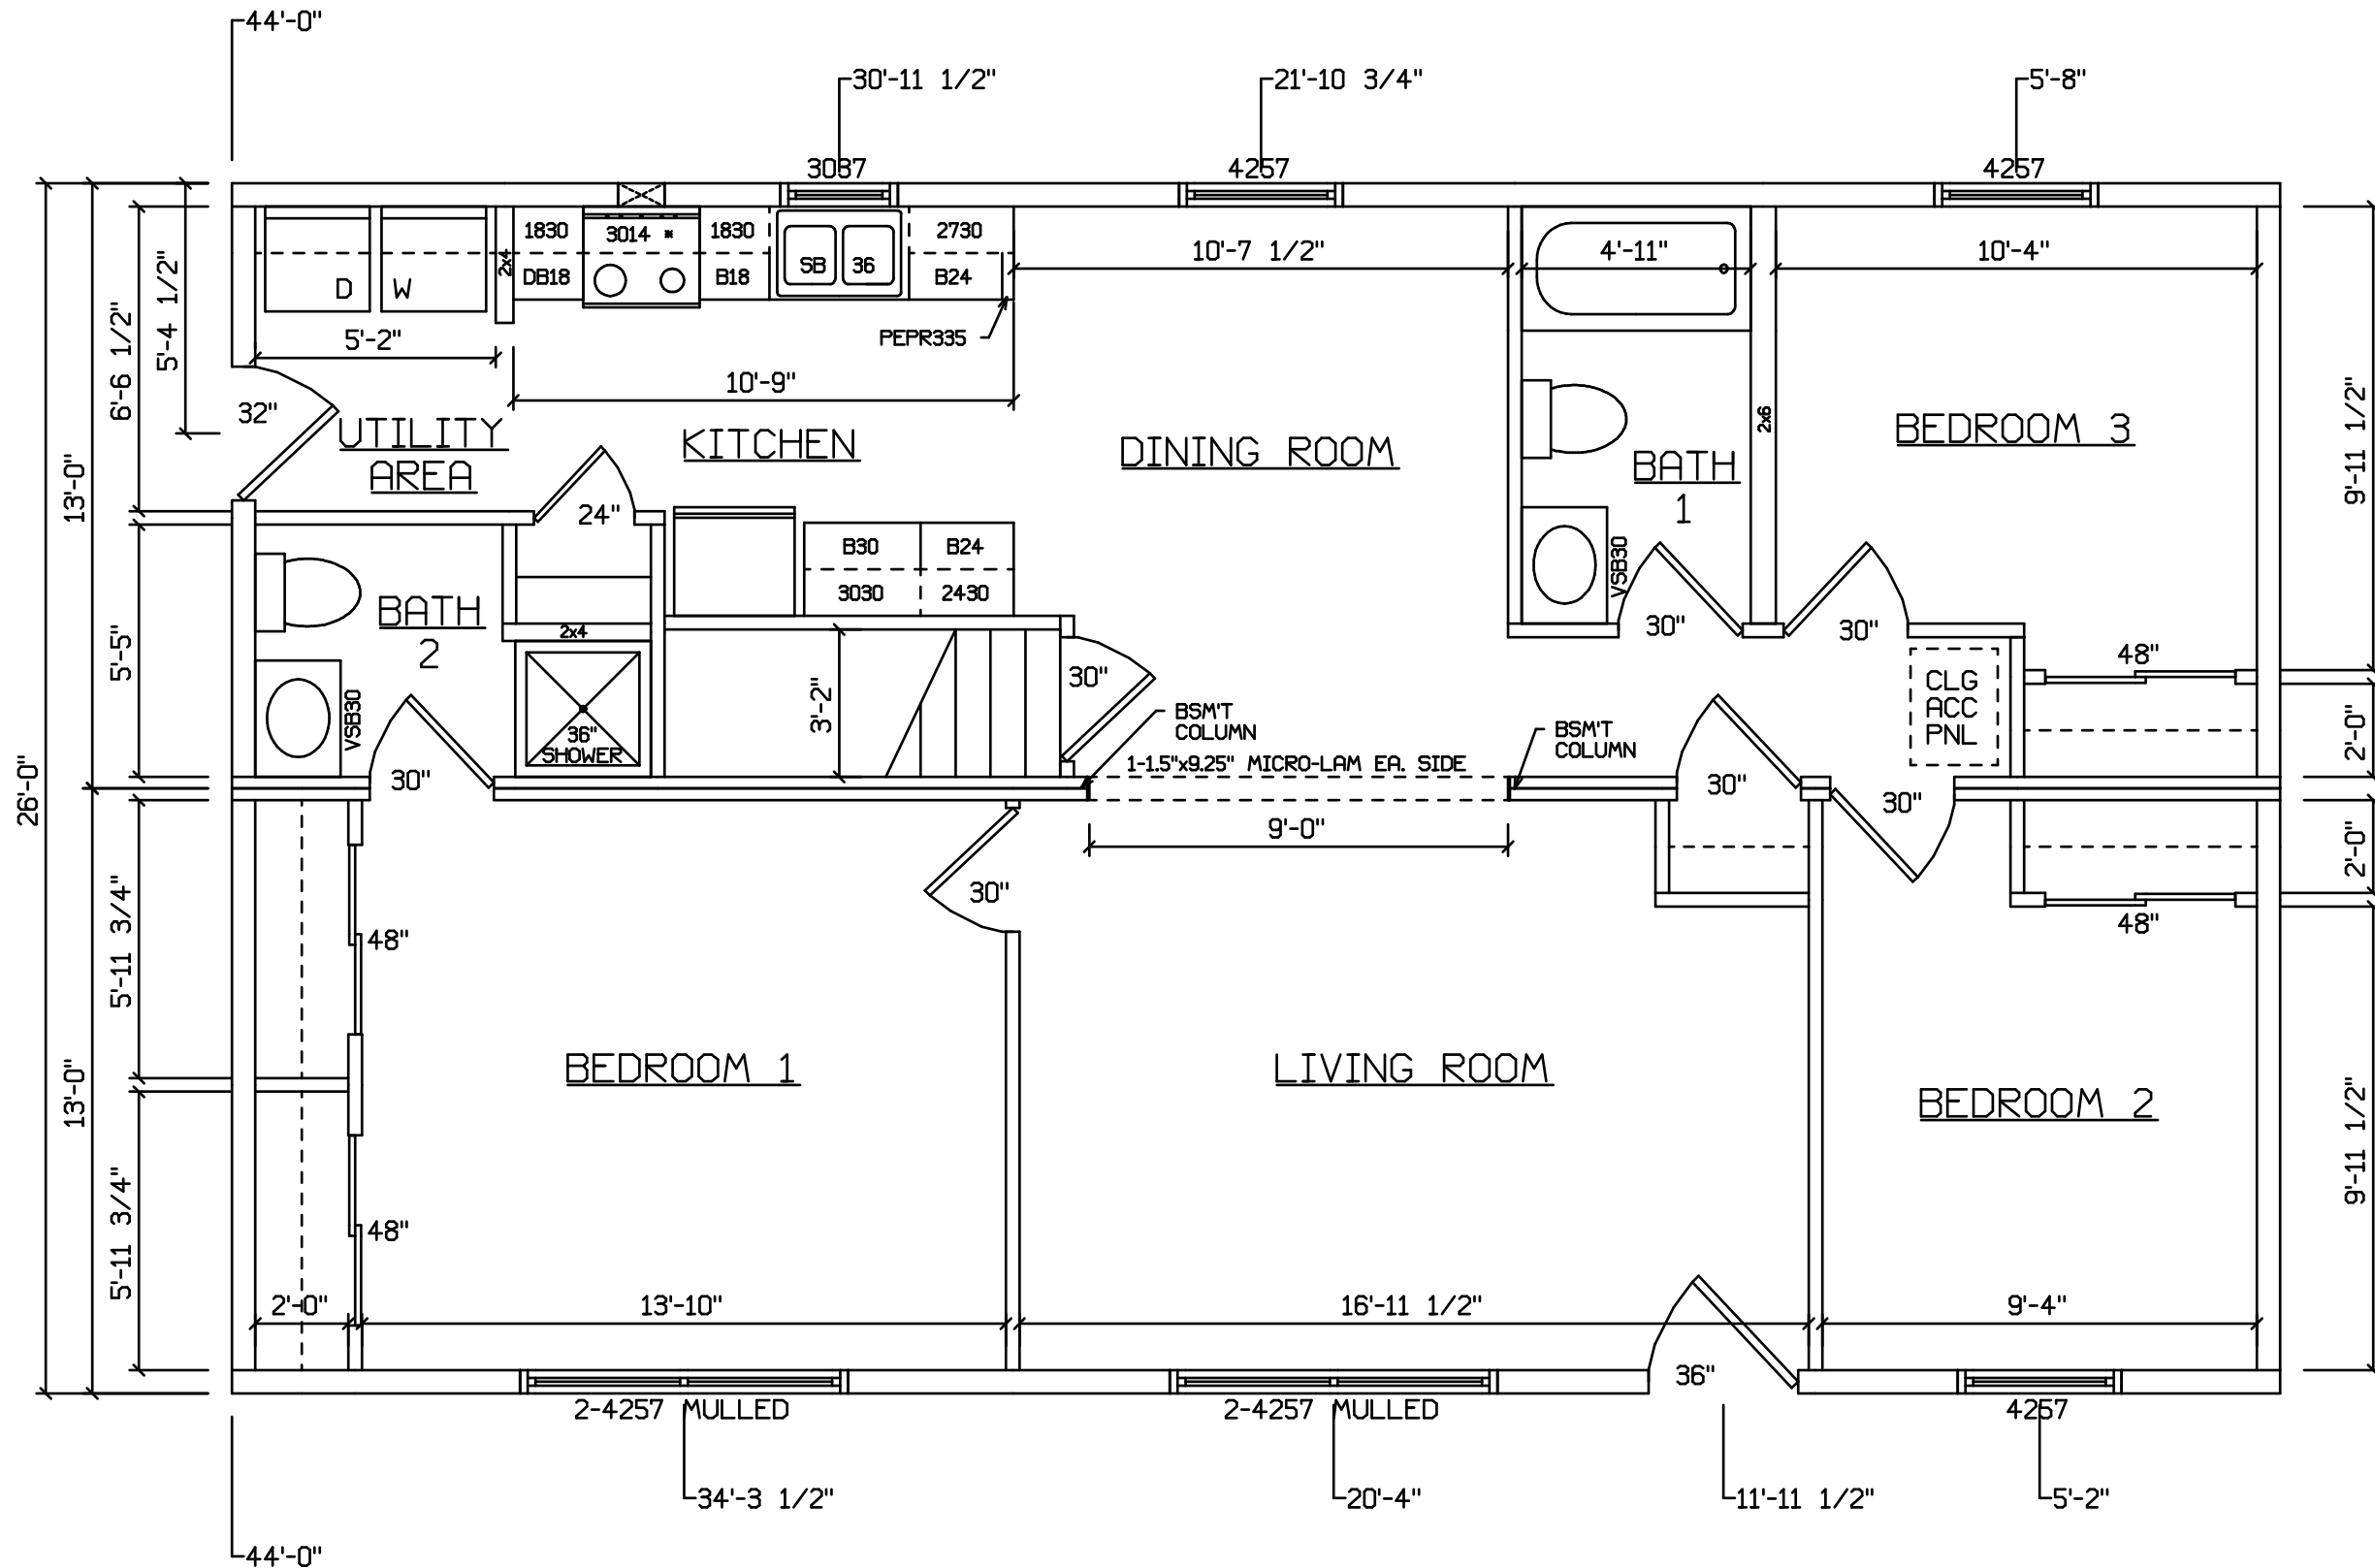 44'-0"
30'-11 1/2"
21'-10 3/4"
5'-8"
3037
4257
4257
1830
3014 *
1830
2730
DB18
B18
SB 36
B24
D W
2x4
PEPR335
10'-7 1/2"
4'-11"
10'-4"
5'-2"
10'-9"
5'-4 1/2"
6'-6 1/2"
13'-0"
26'-0"
5'-5"
13'-0"
5'-11 3/4"
5'-11 3/4"
32"
UTILITY
AREA
KITCHEN
DINING ROOM
2x6
BATH
1
BEDROOM 3
9'-11 1/2"
24"
B30
B24
3030
2430
VSB30
30"
30"
BATH
2
2x4
3'-2"
30"
48"
CLG
ACC
PNL
VSB30
36"
SHOWER
30"
BSM'T
COLUMN
BSM'T
COLUMN
1-1.5"x9.25" MICRO-LAM EA. SIDE
30"
30"
2'-0"
9'-0"
2'-0"
30"
48"
48"
BEDROOM 1
LIVING ROOM
BEDROOM 2
9'-11 1/2"
48"
2'-0"
13'-10"
16'-11 1/2"
9'-4"
36"
2-4257 MULLED
2-4257 MULLED
4257
34'-3 1/2"
20'-4"
11'-11 1/2"
5'-2"
44'-0"